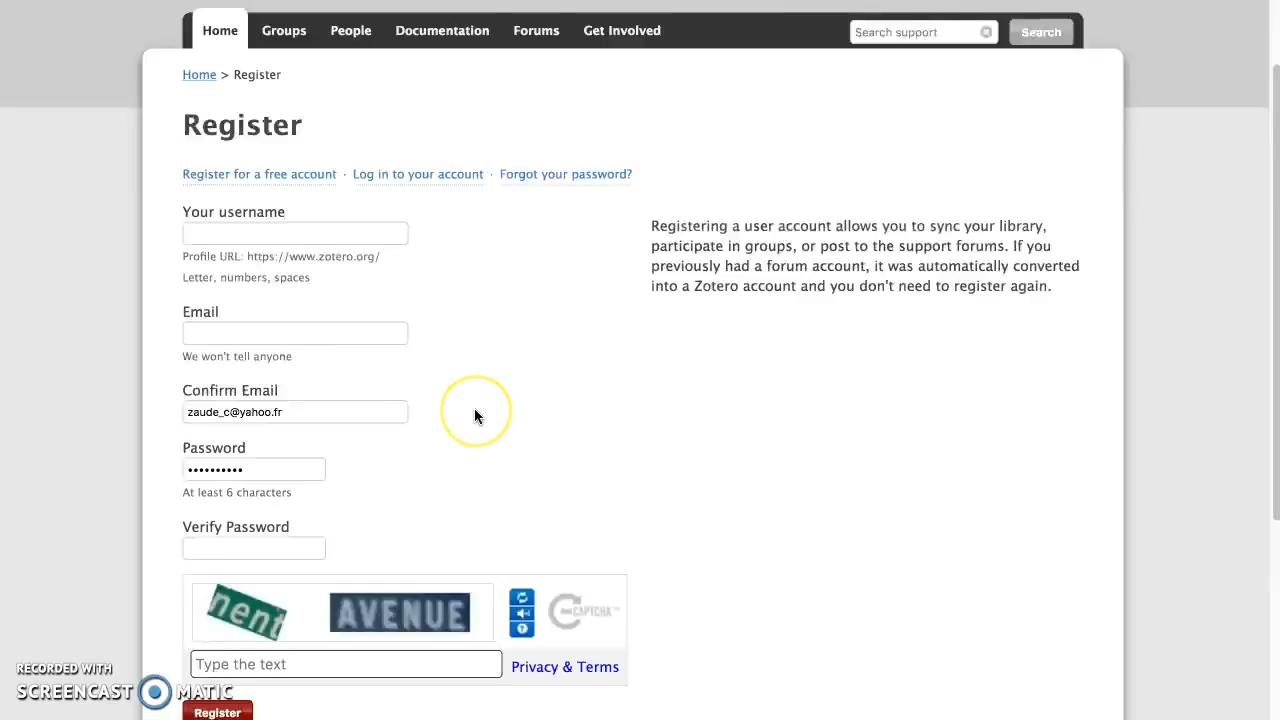 Home Groups People Documentation Forums Get Involved Search support Search
Home > Register
Register
Register for a free account · Log in to your account · Forgot your password?
Your username
Profile URL: https://www.zotero.org/
Letter, numbers, spaces
Registering a user account allows you to sync your library,
participate in groups, or post to the support forums. If you
previously had a forum account, it was automatically converted
into a Zotero account and you don't need to register again.
Email
We won't tell anyone
Confirm Email
zaude_c@yahoo.fr
Password
••••••••••
At least 6 characters
Verify Password
nent AVENUE reCAPTCHA™
Type the text Privacy & Terms
RECORDED WITH
SCREENCAST MATIC
Register